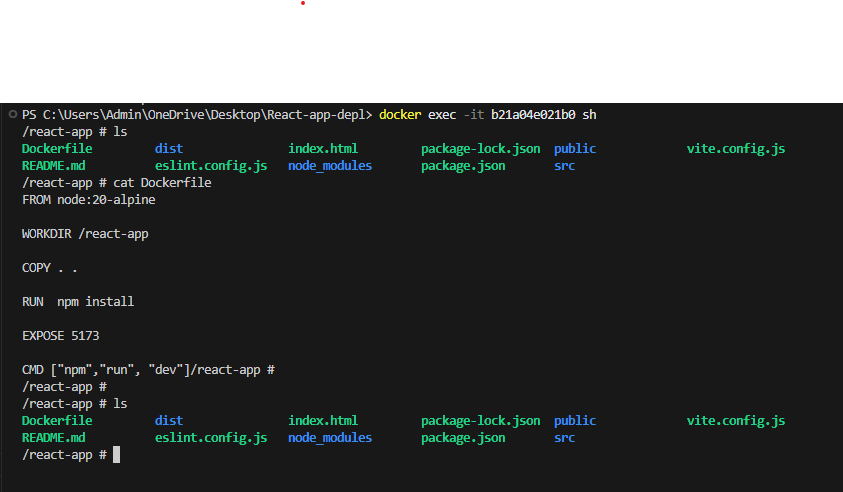 PS C:\Users\Admin\OneDrive\Desktop\React-app-depl> docker exec -it b21a04e021b0 sh
/react-app # ls
Dockerfile dist index.html package-lock.json public vite.config.js
README.md eslint.config.js node_modules package.json src
/react-app # cat Dockerfile
FROM node:20-alpine
WORKDIR /react-app
COPY . .
RUN  npm install
EXPOSE 5173
CMD ["npm","run", "dev"]/react-app #
/react-app #
/react-app # ls
Dockerfile dist index.html package-lock.json public vite.config.js
README.md eslint.config.js node_modules package.json src
/react-app #